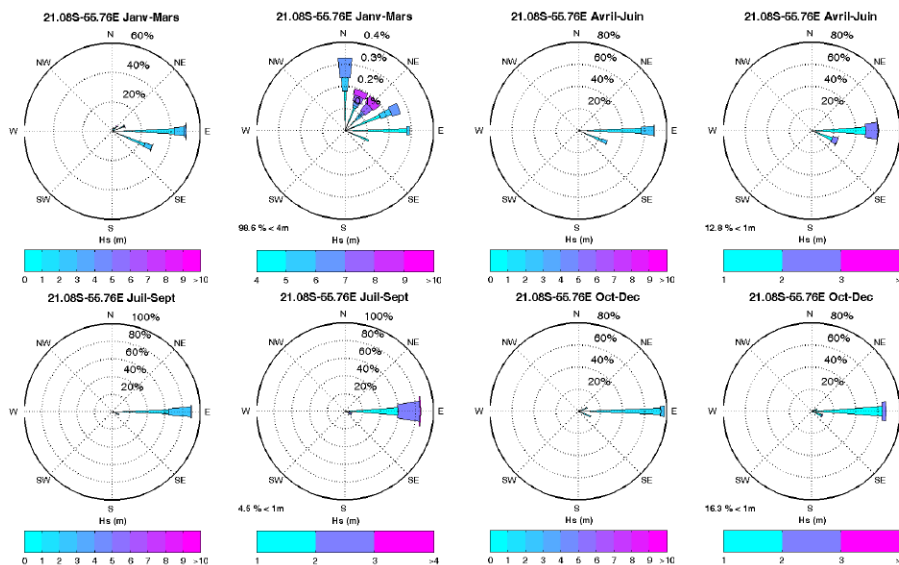 21.08S-55.76E Janv-Mars
N
60%
40%
20%
NW
NE
W
E
SW
SE
S
Hs (m)
0 1 2 3 4 5 6 7 8 9 >10
21.08S-55.76E Janv-Mars
N
0.4%
0.3%
0.2%
NW
NE
W
E
SW
SE
S
98.6 % < 4m
Hs (m)
4 5 6 7 8 9 >10
21.08S-55.76E Avril-Juin
N
80%
60%
40%
20%
NW
NE
W
E
SW
SE
S
Hs (m)
0 1 2 3 4 5 6 7 8 9 >10
21.08S-55.76E Avril-Juin
N
80%
60%
40%
20%
NW
NE
W
E
SW
SE
S
12.8 % < 1m
Hs (m)
1 2 3
21.08S-55.76E Juil-Sept
N
100%
80%
60%
40%
20%
NW
NE
W
E
SW
SE
S
Hs (m)
0 1 2 3 4 5 6 7 8 9 >10
21.08S-55.76E Juil-Sept
N
100%
80%
60%
40%
20%
NW
NE
W
E
SW
SE
S
4.5 % < 1m
Hs (m)
1 2 3 >4
21.08S-55.76E Oct-Dec
N
80%
60%
40%
20%
NW
NE
W
E
SW
SE
S
Hs (m)
0 1 2 3 4 5 6 7 8 9 >10
21.08S-55.76E Oct-Dec
N
80%
60%
40%
20%
NW
NE
W
E
SW
SE
S
16.3 % < 1m
Hs (m)
1 2 3